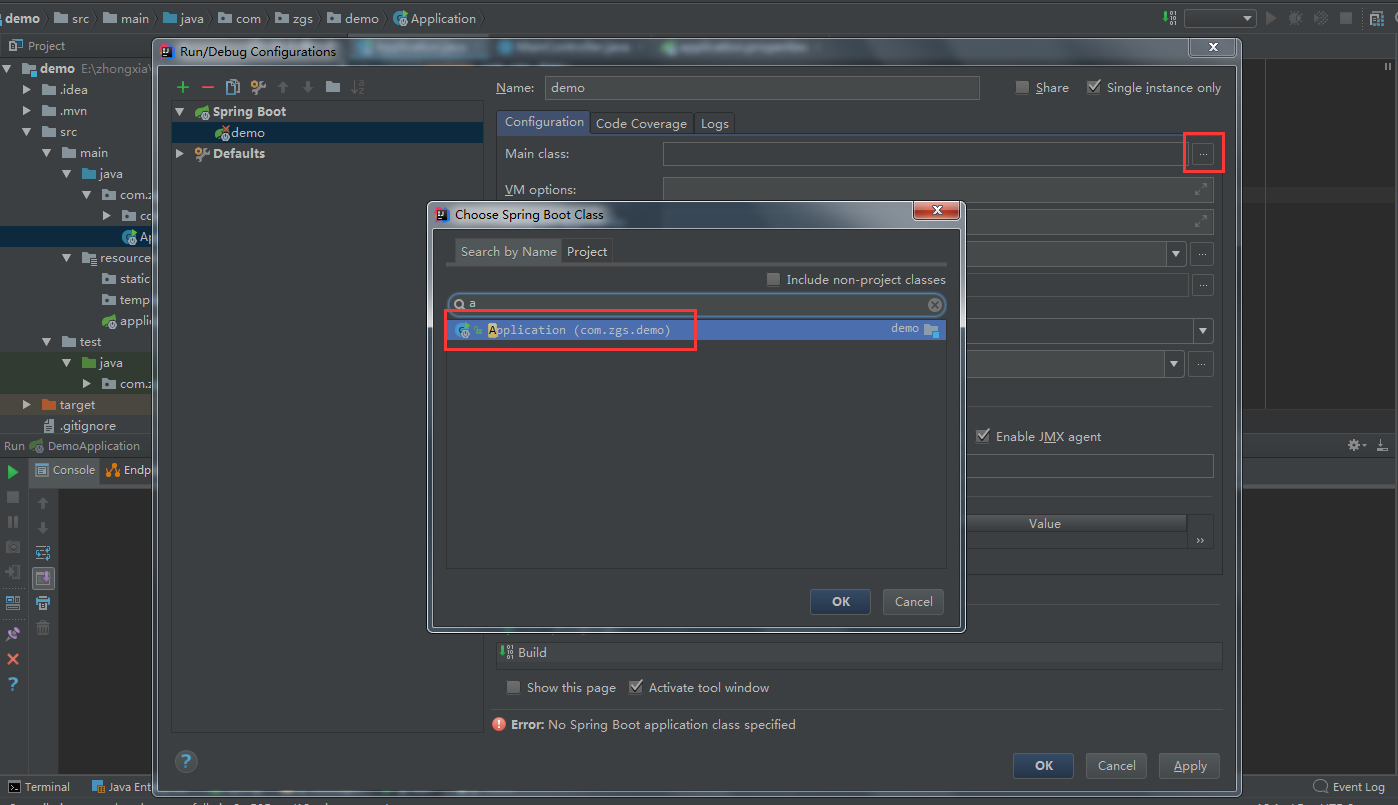 demo src main java com zgs demo Application
Project
Run/Debug Configurations
demo E:\zhongxia\
.idea
.mvn
src
main
java
com.z
co
Ap
resource
static
temp
appli
test
java
com.z
target
.gitignore
Spring Boot
demo
Defaults
Name: demo
Share
Single instance only
Configuration Code Coverage Logs
Main class:
...
VM options:
Choose Spring Boot Class
Search by Name Project
Include non-project classes
a
Application (com.zgs.demo) demo
OK Cancel
...
...
...
Enable JMX agent
Value
»
Build
Show this page Activate tool window
Error: No Spring Boot application class specified
? OK Cancel Apply
Run DemoApplication
Console Endp
?
Terminal Java Ent
Event Log